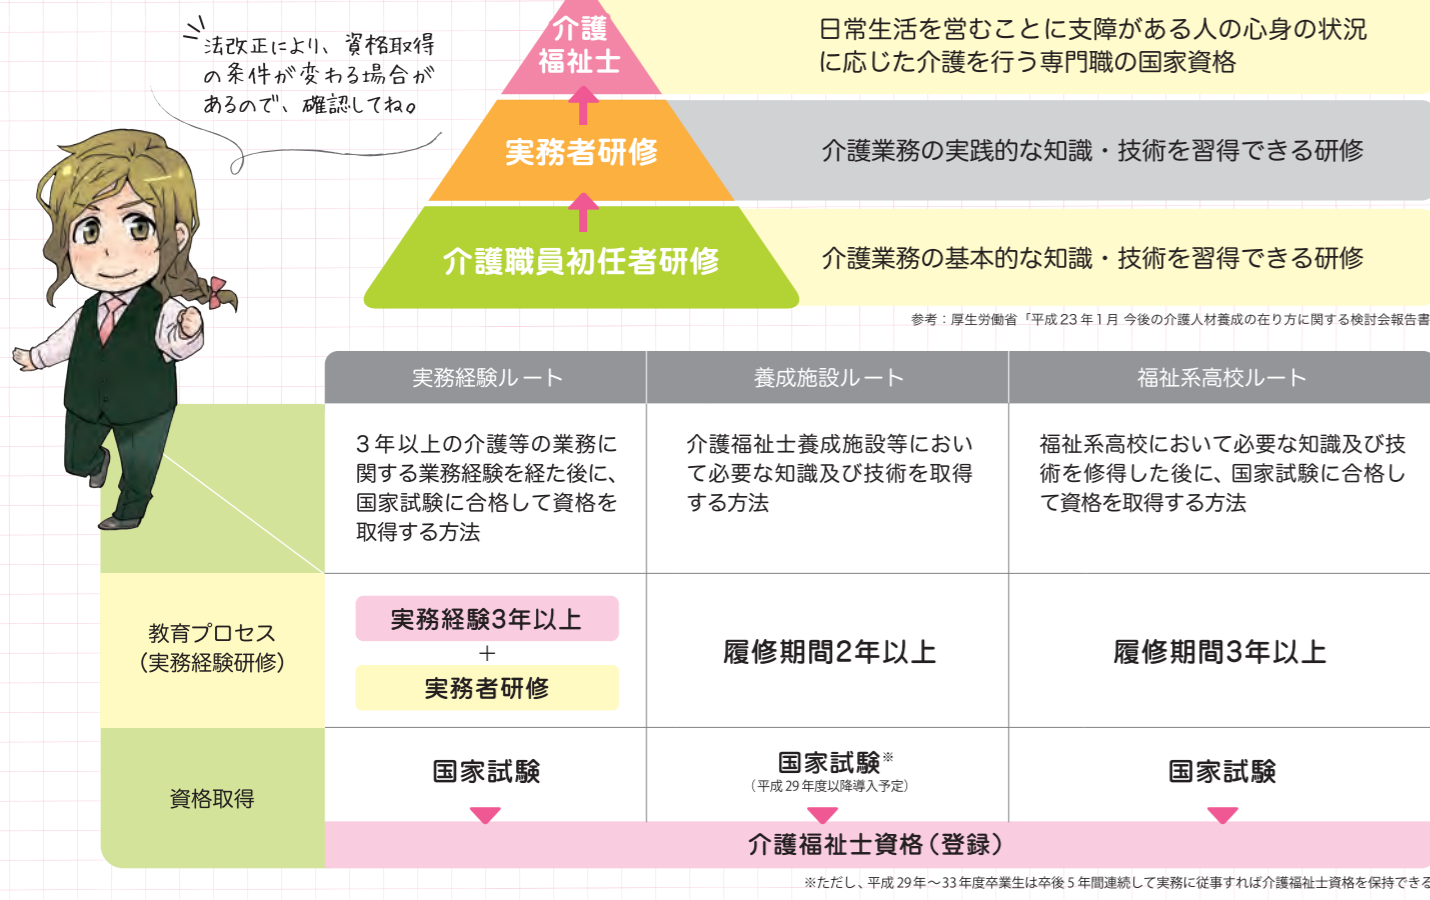 法改正により、資格取得
の条件が変わる場合が
あるので、確認してね。
介護
福祉士
日常生活を営むことに支障がある人の心身の状況
に応じた介護を行う専門職の国家資格
実務者研修
介護業務の実践的な知識・技術を習得できる研修
介護職員初任者研修
介護業務の基本的な知識・技術を習得できる研修
参考：厚生労働省「平成23年1月 今後の介護人材養成の在り方に関する検討会報告書
実務経験ルート
養成施設ルート
福祉系高校ルート
3年以上の介護等の業務に
関する業務経験を経た後に、
国家試験に合格して資格を
取得する方法
介護福祉士養成施設等におい
て必要な知識及び技術を取得
する方法
福祉系高校において必要な知識及び技
術を修得した後に、国家試験に合格し
て資格を取得する方法
教育プロセス
（実務経験研修）
実務経験3年以上
＋
実務者研修
履修期間2年以上
履修期間3年以上
資格取得
国家試験
国家試験※
（平成29年度以降導入予定）
国家試験
介護福祉士資格（登録）
※ただし、平成29年～33年度卒業生は卒後5年間連続して実務に従事すれば介護福祉士資格を保持できる